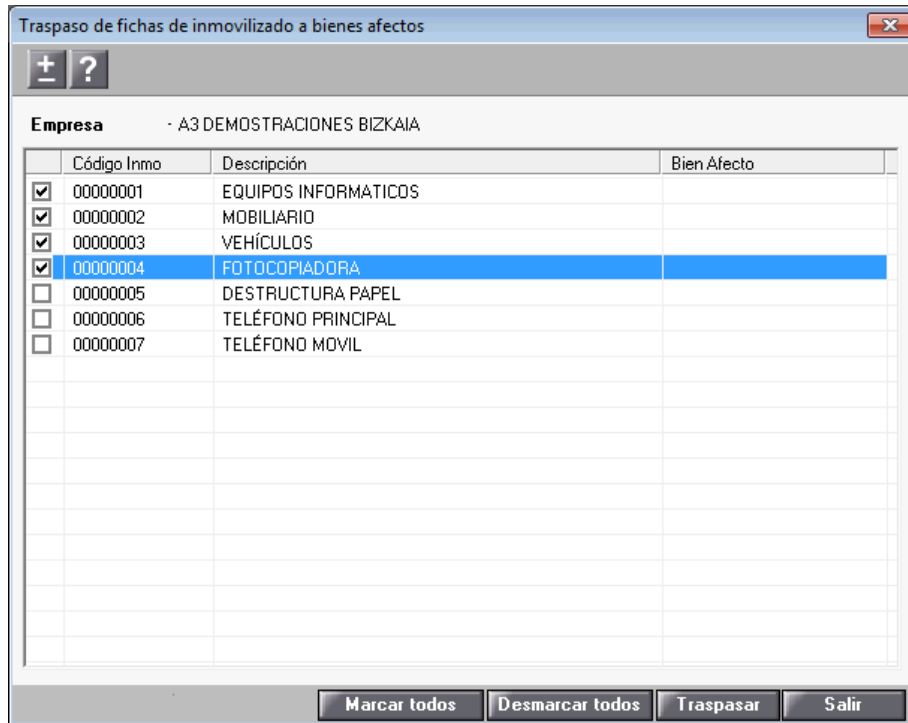 Traspaso de fichas de inmovilizado a bienes afectos
± ?
Empresa - A3 DEMOSTRACIONES BIZKAIA
Código Inmo Descripción Bien Afecto
00000001 EQUIPOS INFORMATICOS
00000002 MOBILIARIO
00000003 VEHÍCULOS
00000004 FOTOCOPIADORA
00000005 DESTRUCTURA PAPEL
00000006 TELÉFONO PRINCIPAL
00000007 TELÉFONO MOVIL
Marcar todos Desmarcar todos Traspasar Salir